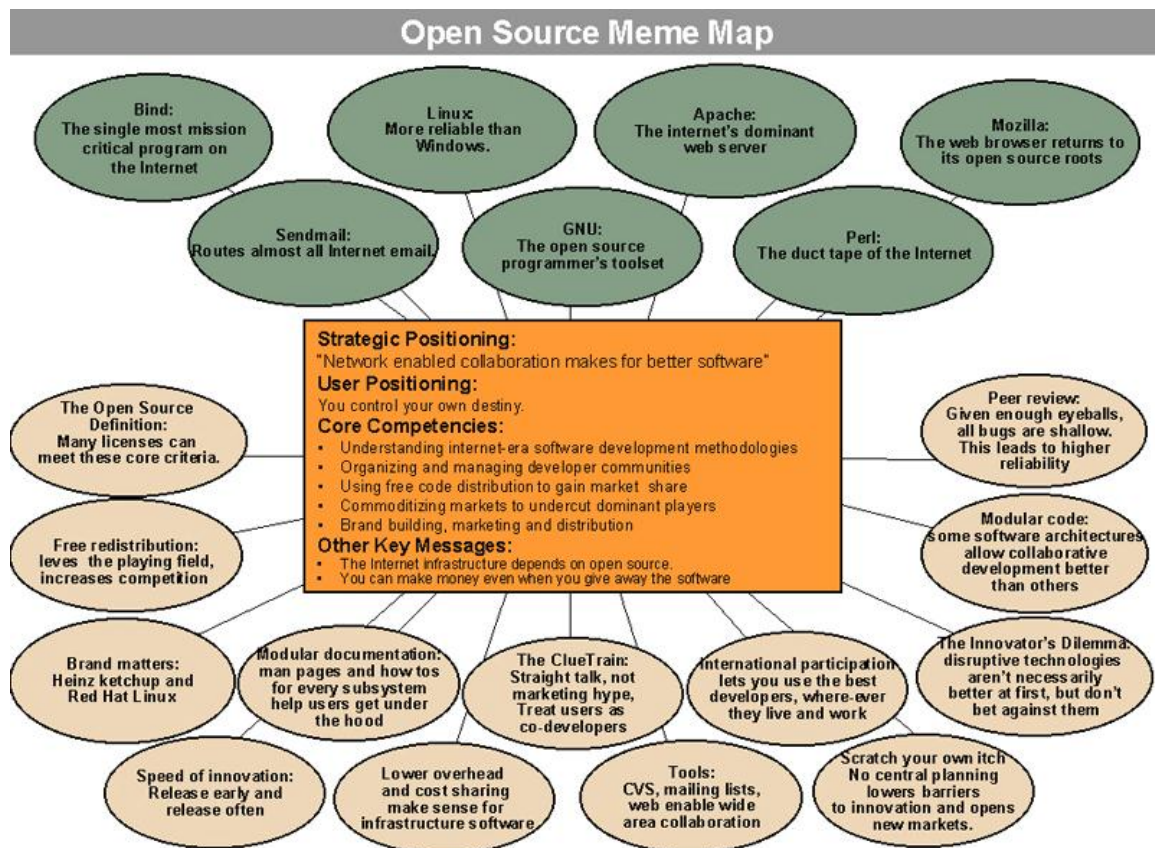 Open Source Meme Map
Bind:
The single most mission
critical program on
the Internet
Linux:
More reliable than
Windows.
Apache:
The internet's dominant
web server
Mozilla:
The web browser returns to
its open source roots
Sendmail:
Routes almost all Internet email.
GNU:
The open source
programmer's toolset
Perl:
The duct tape of the Internet
Strategic Positioning:
"Network enabled collaboration makes for better software"
User Positioning:
You control your own destiny.
Core Competencies:
• Understanding internet-era software development methodologies
• Organizing and managing developer communities
• Using free code distribution to gain market share
• Commoditizing markets to undercut dominant players
• Brand building, marketing and distribution
Other Key Messages:
• The Internet infrastructure depends on open source.
• You can make money even when you give away the software
The Open Source
Definition:
Many licenses can
meet these core criteria.
Peer review:
Given enough eyeballs,
all bugs are shallow.
This leads to higher
reliability
Free redistribution:
leves the playing field,
increases competition
Modular code:
some software architectures
allow collaborative
development better
than others
Brand matters:
Heinz ketchup and
Red Hat Linux
Modular documentation:
man pages and how tos
for every subsystem
help users get under
the hood
The ClueTrain:
Straight talk, not
marketing hype,
Treat users as
co-developers
International participation
lets you use the best
developers, where-ever
they live and work
The Innovator's Dilemma:
disruptive technologies
aren't necessarily
better at first, but don't
bet against them
Speed of innovation:
Release early and
release often
Lower overhead
and cost sharing
make sense for
infrastructure software
Tools:
CVS, mailing lists,
web enable wide
area collaboration
Scratch your own itch
No central planning
lowers barriers
to innovation and opens
new markets.